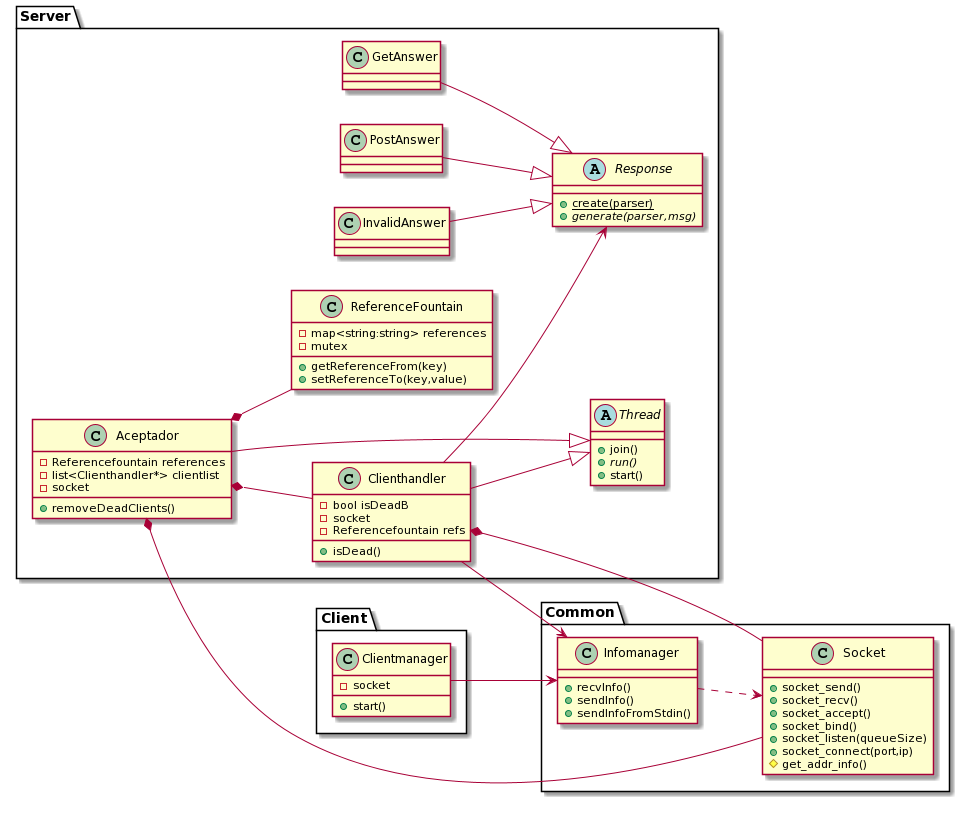 Server
C GetAnswer
C PostAnswer
C InvalidAnswer
A Response
create(parser)
generate(parser,msg)
C ReferenceFountain
map<string:string> references
mutex
getReferenceFrom(key)
setReferenceTo(key,value)
C Aceptador
Referencefountain references
list<Clienthandler*> clientlist
socket
removeDeadClients()
C Clienthandler
bool isDeadB
socket
Referencefountain refs
isDead()
A Thread
join()
run()
start()
Client
C Clientmanager
socket
start()
Common
C Infomanager
recvInfo()
sendInfo()
sendInfoFromStdin()
C Socket
socket_send()
socket_recv()
socket_accept()
socket_bind()
socket_listen(queueSize)
socket_connect(port,ip)
get_addr_info()